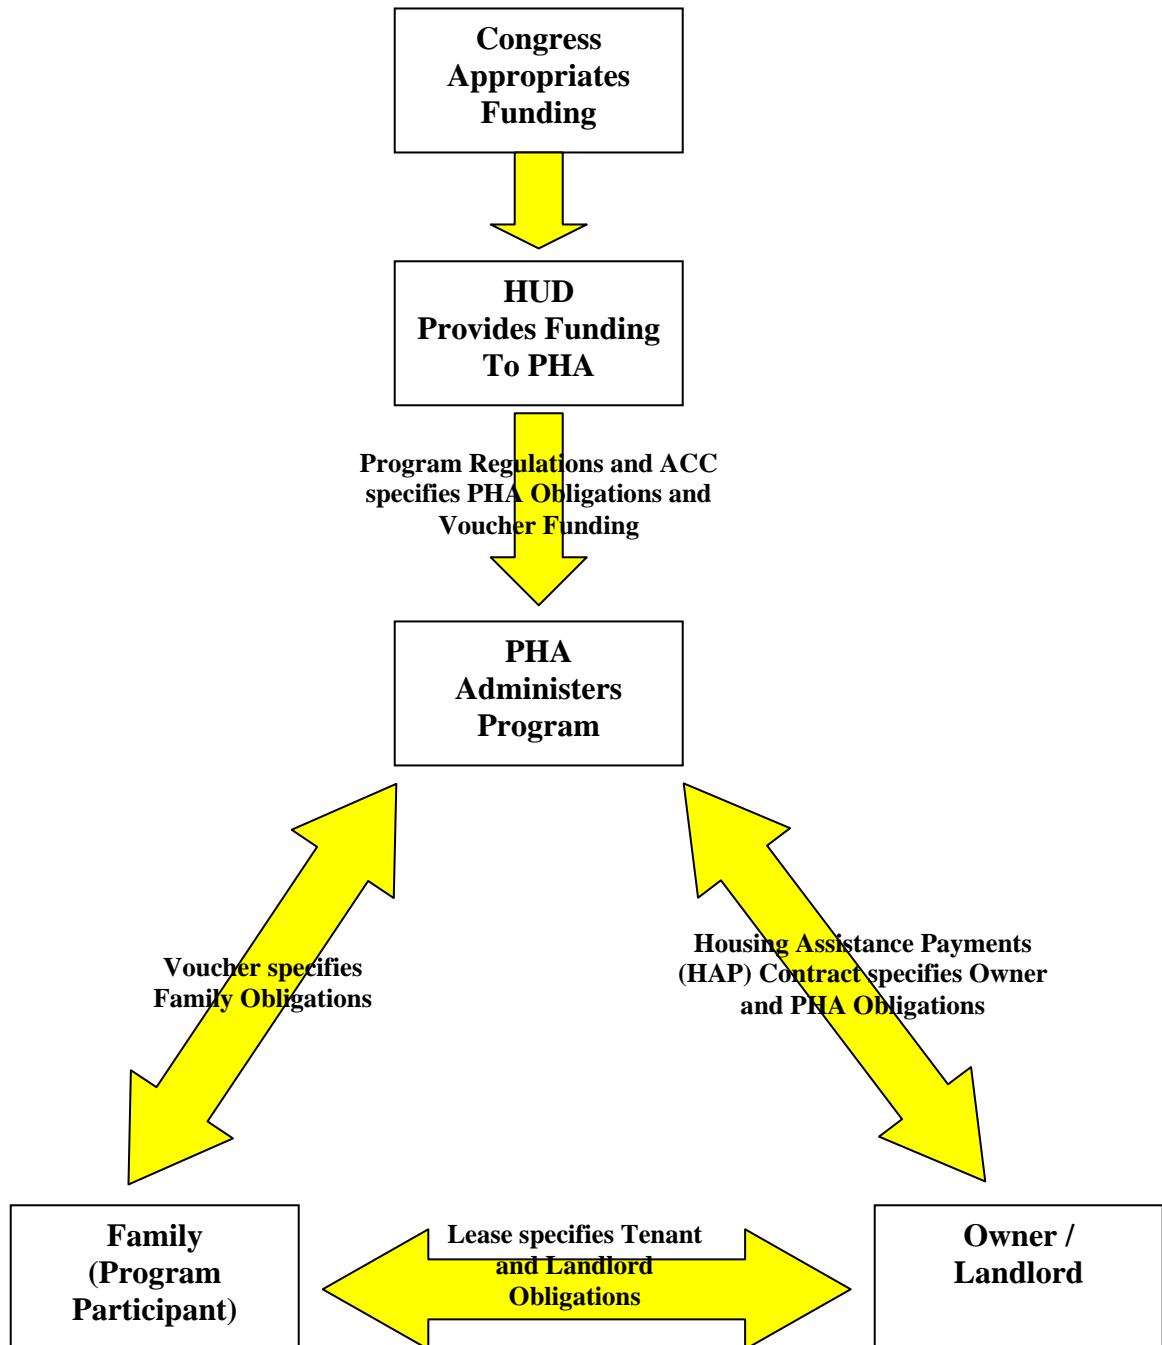 Congress
Appropriates
Funding
HUD
Provides Funding
To PHA
Program Regulations and ACC
specifies PHA Obligations and
Voucher Funding
PHA
Administers
Program
Voucher specifies
Family Obligations
Housing Assistance Payments
(HAP) Contract specifies Owner
and PHA Obligations
Family
(Program
Participant)
Lease specifies Tenant
and Landlord
Obligations
Owner /
Landlord